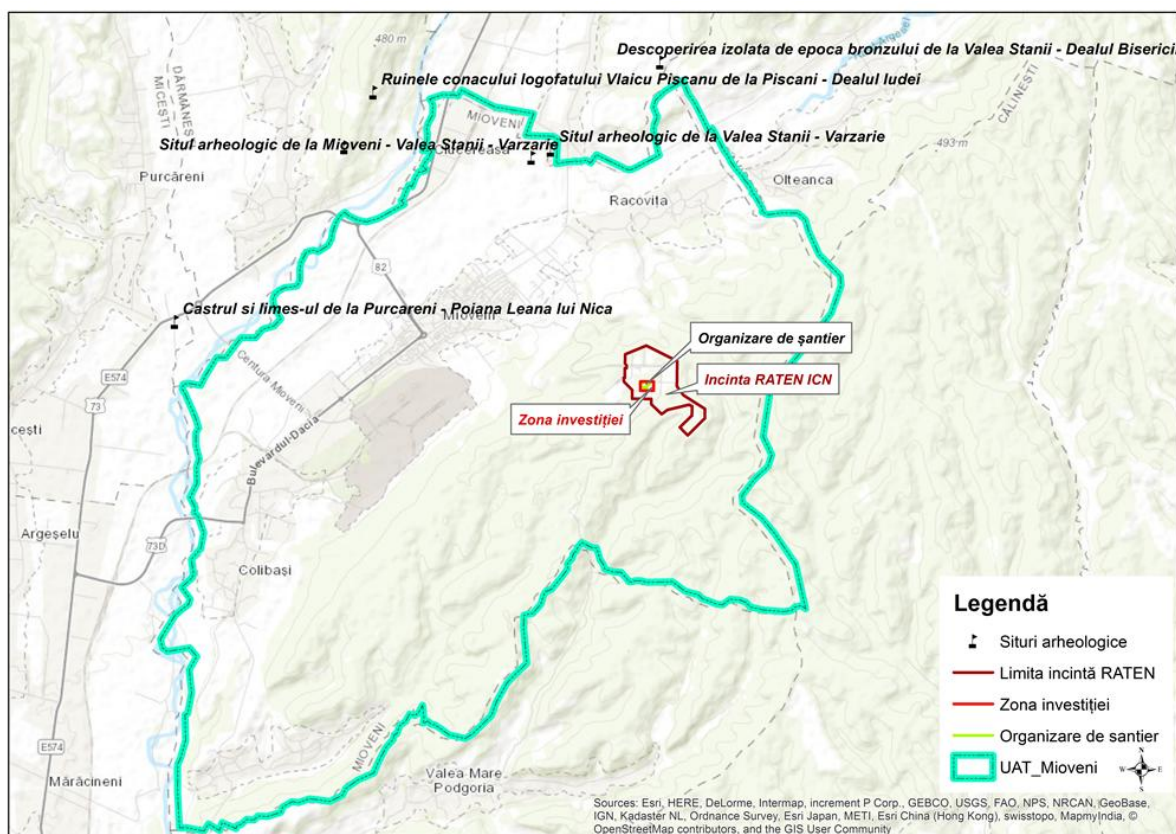 480 m
Descoperirea izolata de epoca bronzului de la Valea Stanii - Dealul Biserici
Ruinele conacului logofatului Vlaicu Piscanu de la Piscani - Dealul Iudei
DÂRMĂNEȘ
MICEȘTI
CĂLINEȘTI
MIOVENI
Situl arheologic de la Mioveni - Valea Stanii - Varzarie
Situl arheologic de la Valea Stanii - Varzarie
493 m
Purcăreni
Olteanca
Racovița
82
Castrul si limes-ul de la Purcareni - Poiana Leana lui Nica
Mioveni
Organizare de șantier
Incinta RATEN ICN
Zona investiției
E574
73
Centura Mioveni
cești
Bulevardul-Dacia
Argeșelu
73D
Colibași
E574
MIOVENI
Mărăcineni
Valea Mare
Podgoria
Legendă
Situri arheologice
Limita incintă RATEN
Zona investiției
Organizare de santier
UAT_Mioveni
N
W E
S
Sources: Esri, HERE, DeLorme, Intermap, increment P Corp., GEBCO, USGS, FAO, NPS, NRCAN, GeoBase,
IGN, Kadaster NL, Ordnance Survey, Esri Japan, METI, Esri China (Hong Kong), swisstopo, MapmyIndia, ©
OpenStreetMap contributors, and the GIS User Community